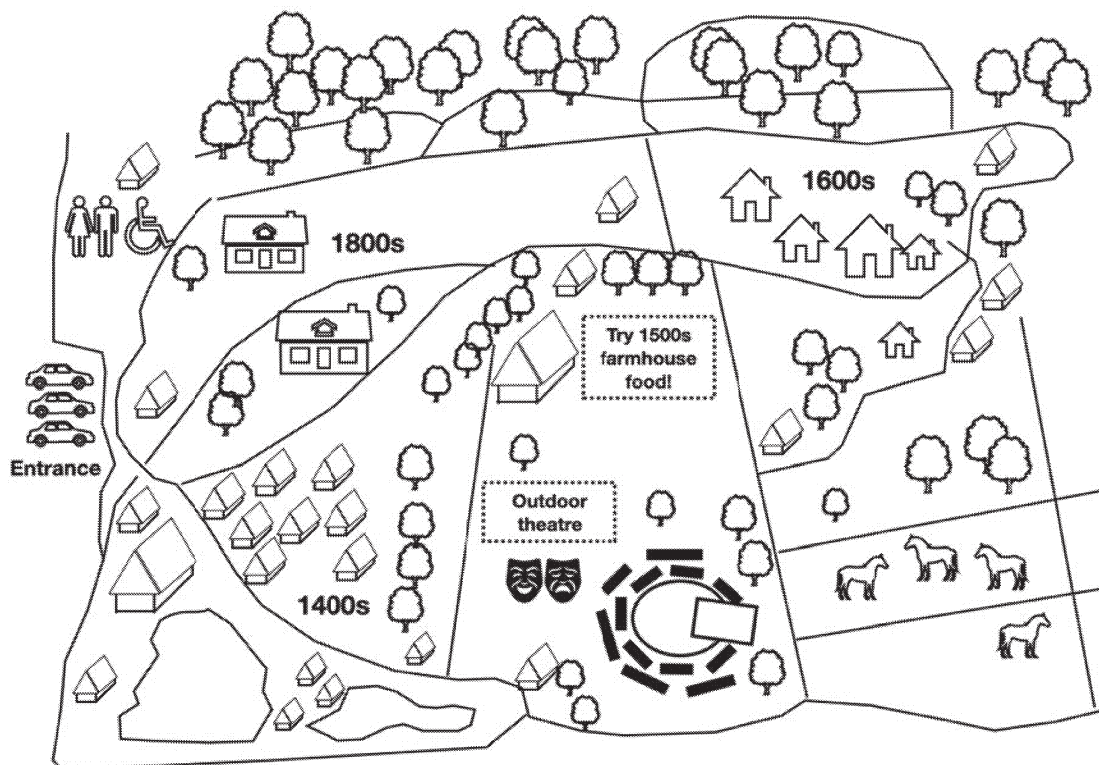 1600s
1800s
Try 1500s
farmhouse
food!
Entrance
Outdoor
theatre
1400s